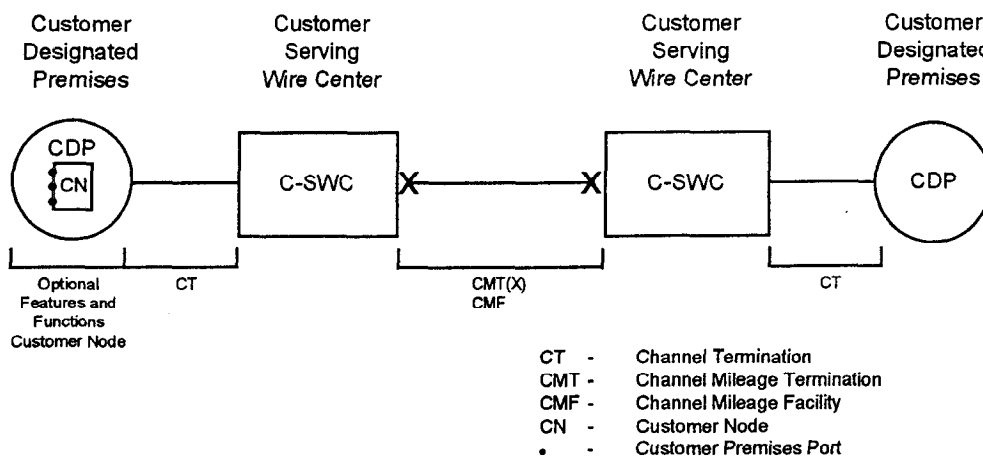 Customer
Designated
Premises
Customer
Serving
Wire Center
Customer
Serving
Wire Center
Customer
Designated
Premises
CDP
CN
C-SWC
X
X
C-SWC
CDP
Optional
Features and
Functions
Customer Node
CT
CMT(X)
CMF
CT
CT - Channel Termination
CMT - Channel Mileage Termination
CMF - Channel Mileage Facility
CN - Customer Node
• - Customer Premises Port